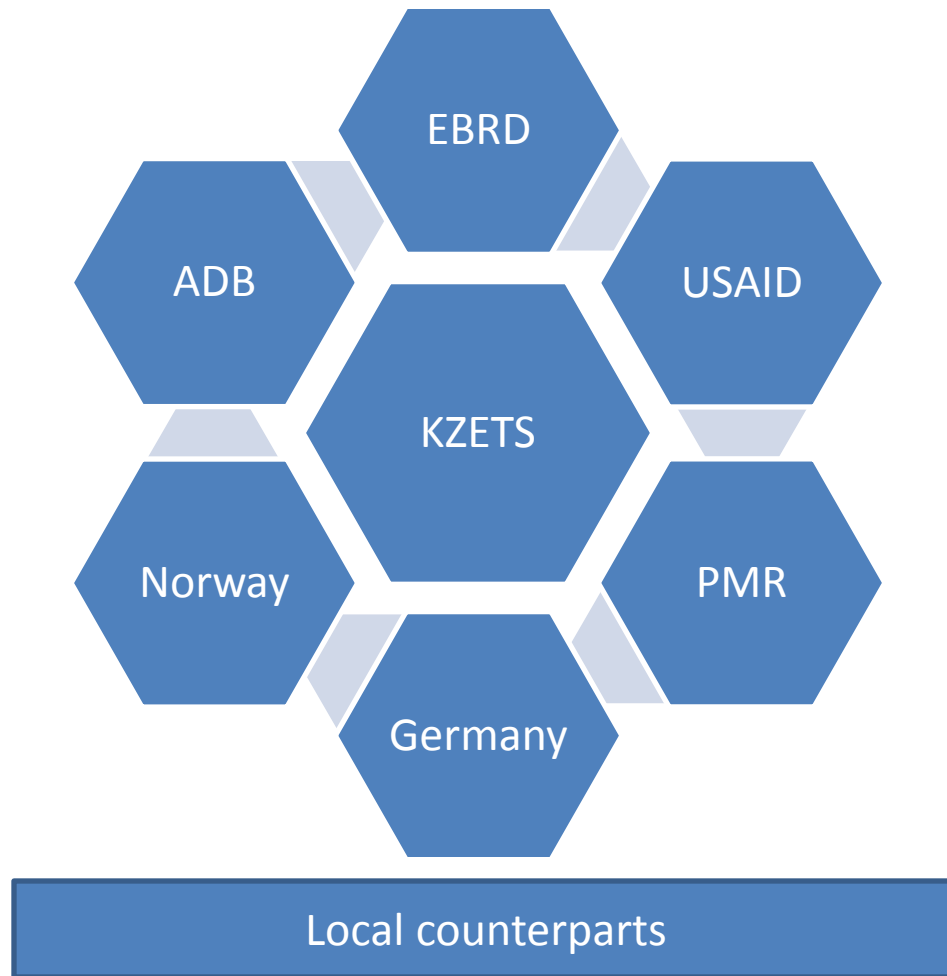 EBRD
ADB
USAID
KZETS
Norway
PMR
Germany
Local counterparts